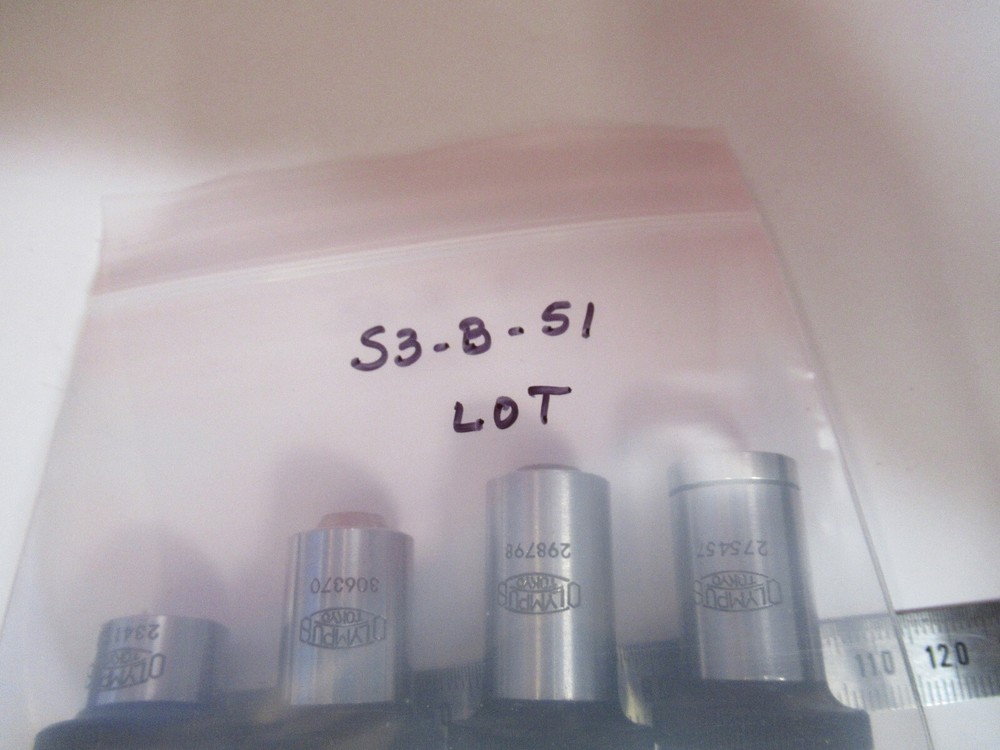 S3-B-51
LOT
298798
OLYMPUS
TOKYO
275457
OLYMPUS
TOKYO
306370
OLYMPUS
TOKYO
110 120